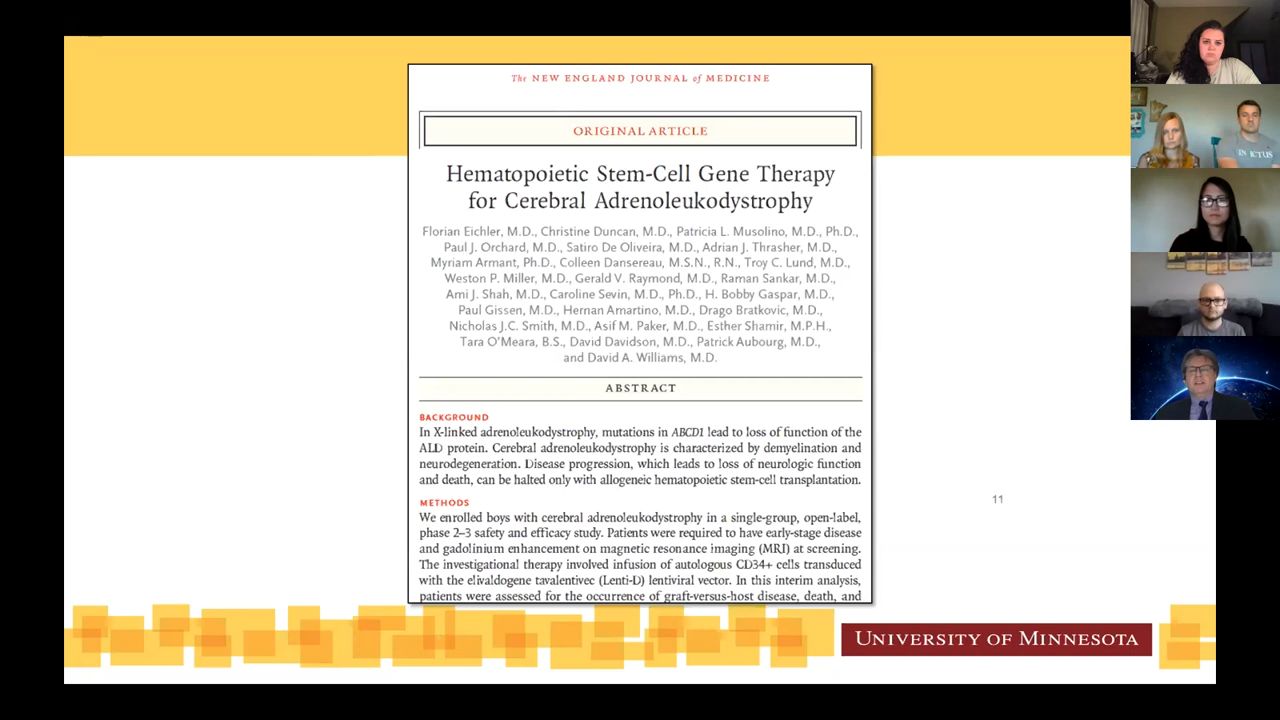 The NEW ENGLAND JOURNAL of MEDICINE
ORIGINAL ARTICLE
Hematopoietic Stem-Cell Gene Therapy
for Cerebral Adrenoleukodystrophy
Florian Eichler, M.D., Christine Duncan, M.D., Patricia L. Musolino, M.D., Ph.D.,
Paul J. Orchard, M.D., Satiro De Oliveira, M.D., Adrian J. Thrasher, M.D.,
Myriam Armant, Ph.D., Colleen Dansereau, M.S.N., R.N., Troy C. Lund, M.D.,
Weston P. Miller, M.D., Gerald V. Raymond, M.D., Raman Sankar, M.D.,
Ami J. Shah, M.D., Caroline Sevin, M.D., Ph.D., H. Bobby Gaspar, M.D.,
Paul Gissen, M.D., Hernan Amartino, M.D., Drago Bratkovic, M.D.,
Nicholas J.C. Smith, M.D., Asif M. Paker, M.D., Esther Shamir, M.P.H.,
Tara O'Meara, B.S., David Davidson, M.D., Patrick Aubourg, M.D.,
and David A. Williams, M.D.
ABSTRACT
BACKGROUND
In X-linked adrenoleukodystrophy, mutations in ABCD1 lead to loss of function of the
ALD protein. Cerebral adrenoleukodystrophy is characterized by demyelination and
neurodegeneration. Disease progression, which leads to loss of neurologic function
and death, can be halted only with allogeneic hematopoietic stem-cell transplantation.
METHODS
We enrolled boys with cerebral adrenoleukodystrophy in a single-group, open-label,
phase 2–3 safety and efficacy study. Patients were required to have early-stage disease
and gadolinium enhancement on magnetic resonance imaging (MRI) at screening.
The investigational therapy involved infusion of autologous CD34+ cells transduced
with the elivaldogene tavalentivec (Lenti-D) lentiviral vector. In this interim analysis,
patients were assessed for the occurrence of graft-versus-host disease, death, and
11
UNIVERSITY OF MINNESOTA
IN ICTUS